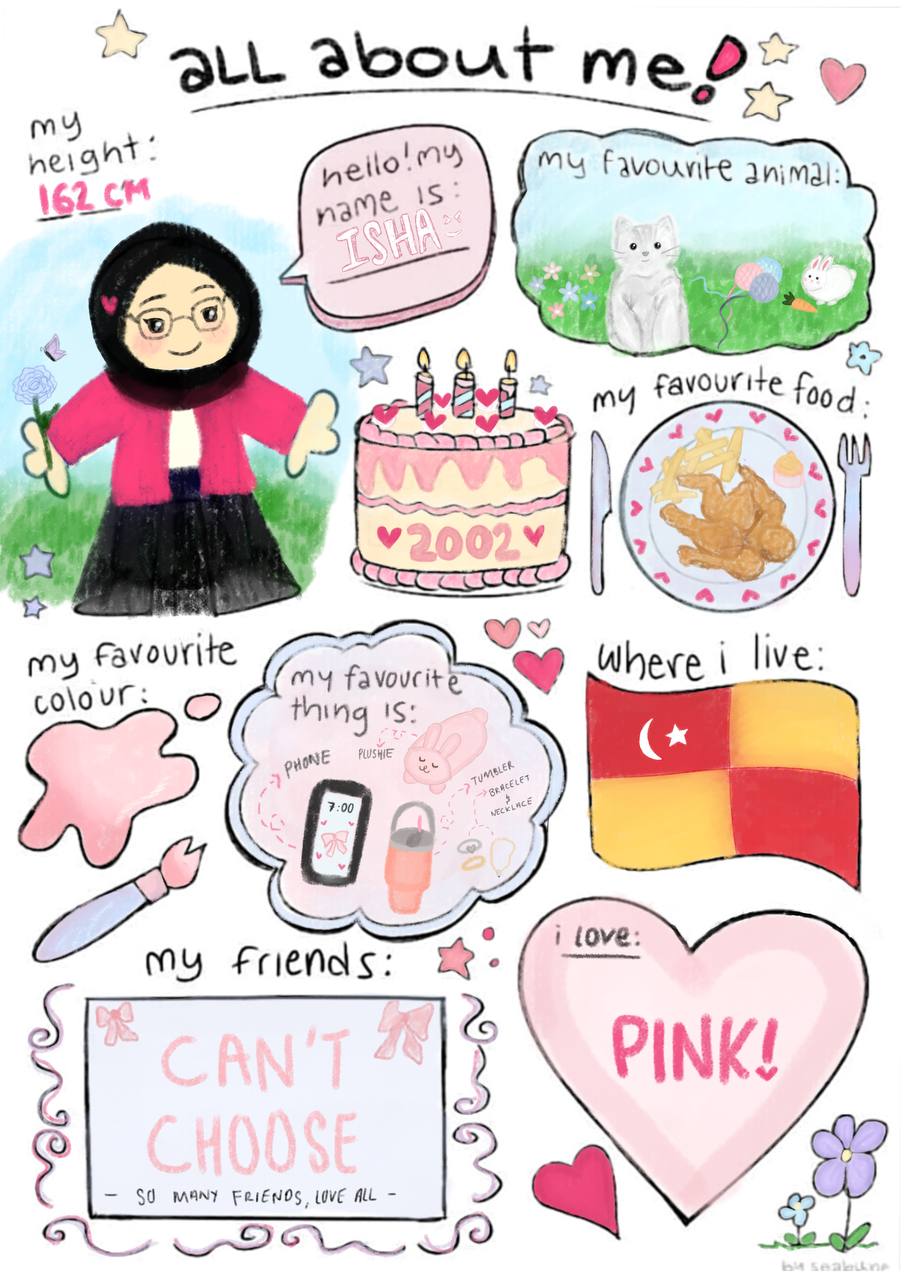 all about me!
my
height:
162 CM
hello! my
name is:
ISHA
my favourite animal:
2002
my favourite food:
my favourite
colour:
my favourite
thing is:
PHONE
PLUSHIE
TUMBLER
BRACELET
&
NECKLACE
7:00
where i live:
my friends:
CAN'T
CHOOSE
- SO MANY FRIENDS, LOVE ALL -
i love:
PINK!